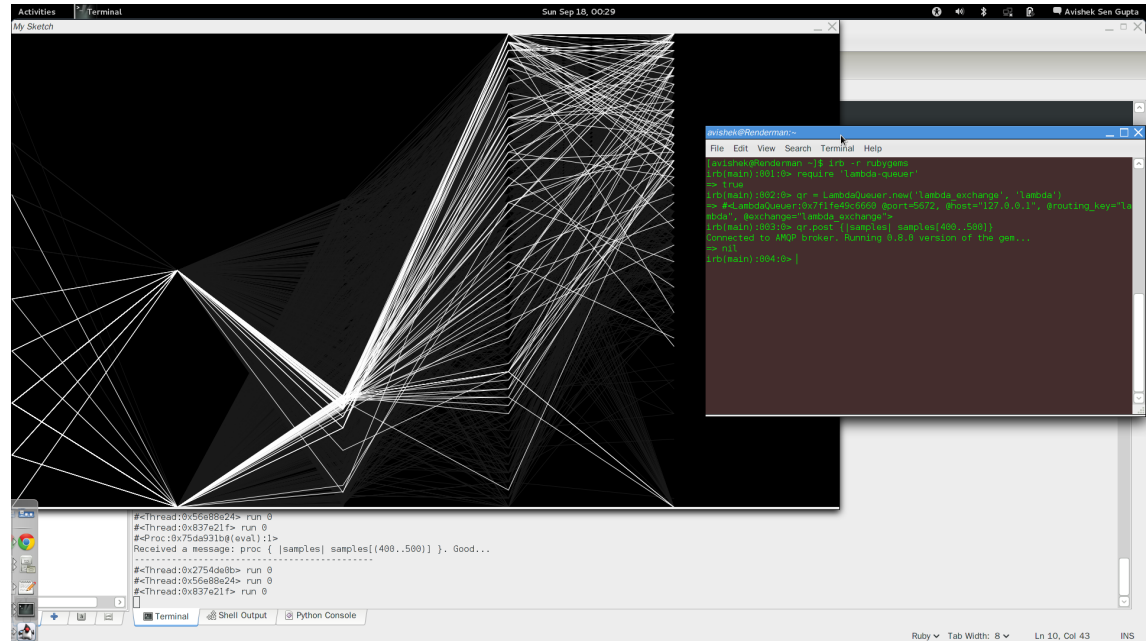 Activities
Terminal
Sun Sep 18, 00:29
Avishek Sen Gupta
My Sketch
avishek@Renderman:~
File Edit View Search Terminal Help
[avishek@Renderman ~]$ irb -r rubygems
irb(main):001:0> require 'lambda-queuer'
=> true
irb(main):002:0> qr = LambdaQueuer.new('lambda_exchange', 'lambda')
=> #<LambdaQueuer:0x7f1fe49c6660 @port=5672, @host="127.0.0.1", @routing_key="la
mbda", @exchange="lambda_exchange">
irb(main):003:0> qr.post {|samples| samples[400..500]}
Connected to AMQP broker. Running 0.8.0 version of the gem...
=> nil
irb(main):004:0>
#<Thread:0x56e88e24> run 0
#<Thread:0x837e21f> run 0
#<Proc:0x75da931b@(eval):1>
Received a message: proc { |samples| samples[(400..500)] }. Good...
--------------------------------------------
#<Thread:0x2754de0b> run 0
#<Thread:0x56e88e24> run 0
#<Thread:0x837e21f> run 0
Terminal Shell Output Python Console
Ruby Tab Width: 8 Ln 10, Col 43 INS